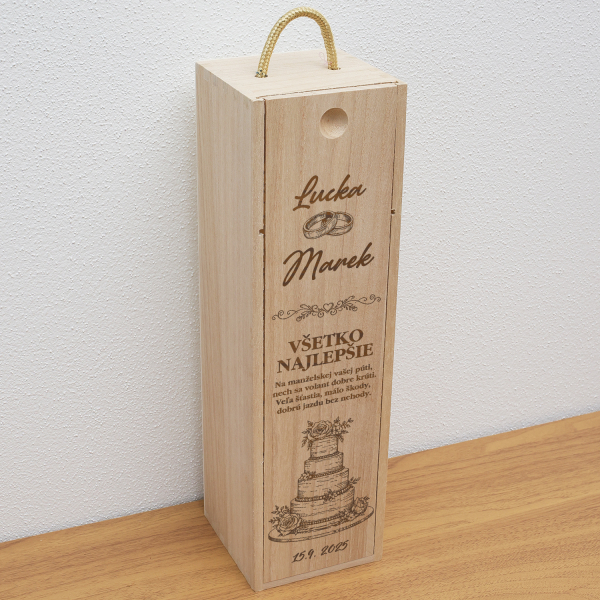 Lucka
Marek
VŠETKO
NAJLEPŠIE
Na manželskej vašej púti,
nech sa volant dobre krúti.
Veľa šťastia, málo škody,
dobrú jazdu bez nehody.
15.9. 2025